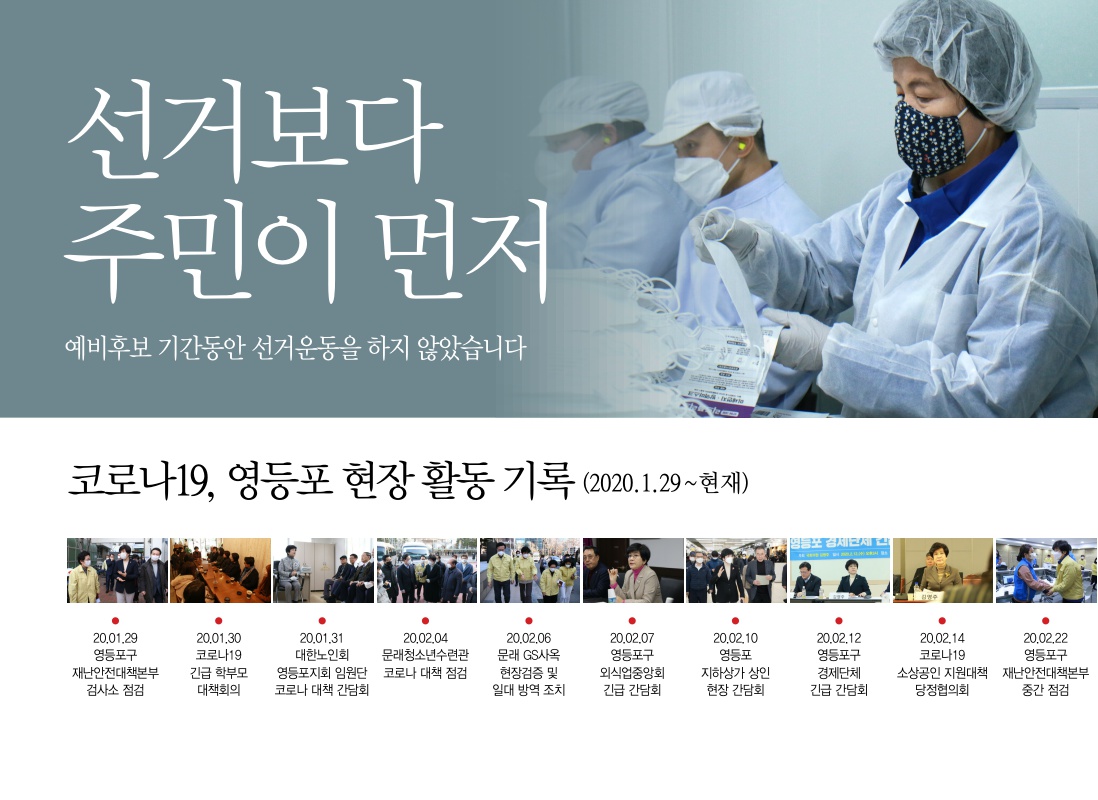 선거보다
주민이 먼저
예비후보 기간동안 선거운동을 하지 않았습니다
코로나19, 영등포 현장 활동 기록 (2020.1.29~현재)
20.01.29
영등포구
재난안전대책본부
검사소 점검
20.01.30
코로나19
긴급 학부모
대책회의
20.01.31
대한노인회
영등포지회 임원단
코로나 대책 간담회
20.02.04
문래청소년수련관
코로나 대책 점검
20.02.06
문래 GS사옥
현장검증 및
일대 방역 조치
20.02.07
영등포구
외식업중앙회
긴급 간담회
20.02.10
영등포
지하상가 상인
현장 간담회
영등포 경제단체 간
20.02.12
영등포구
경제단체
긴급 간담회
김영주
20.02.14
코로나19
소상공인 지원대책
당정협의회
20.02.22
영등포구
재난안전대책본부
중간 점검